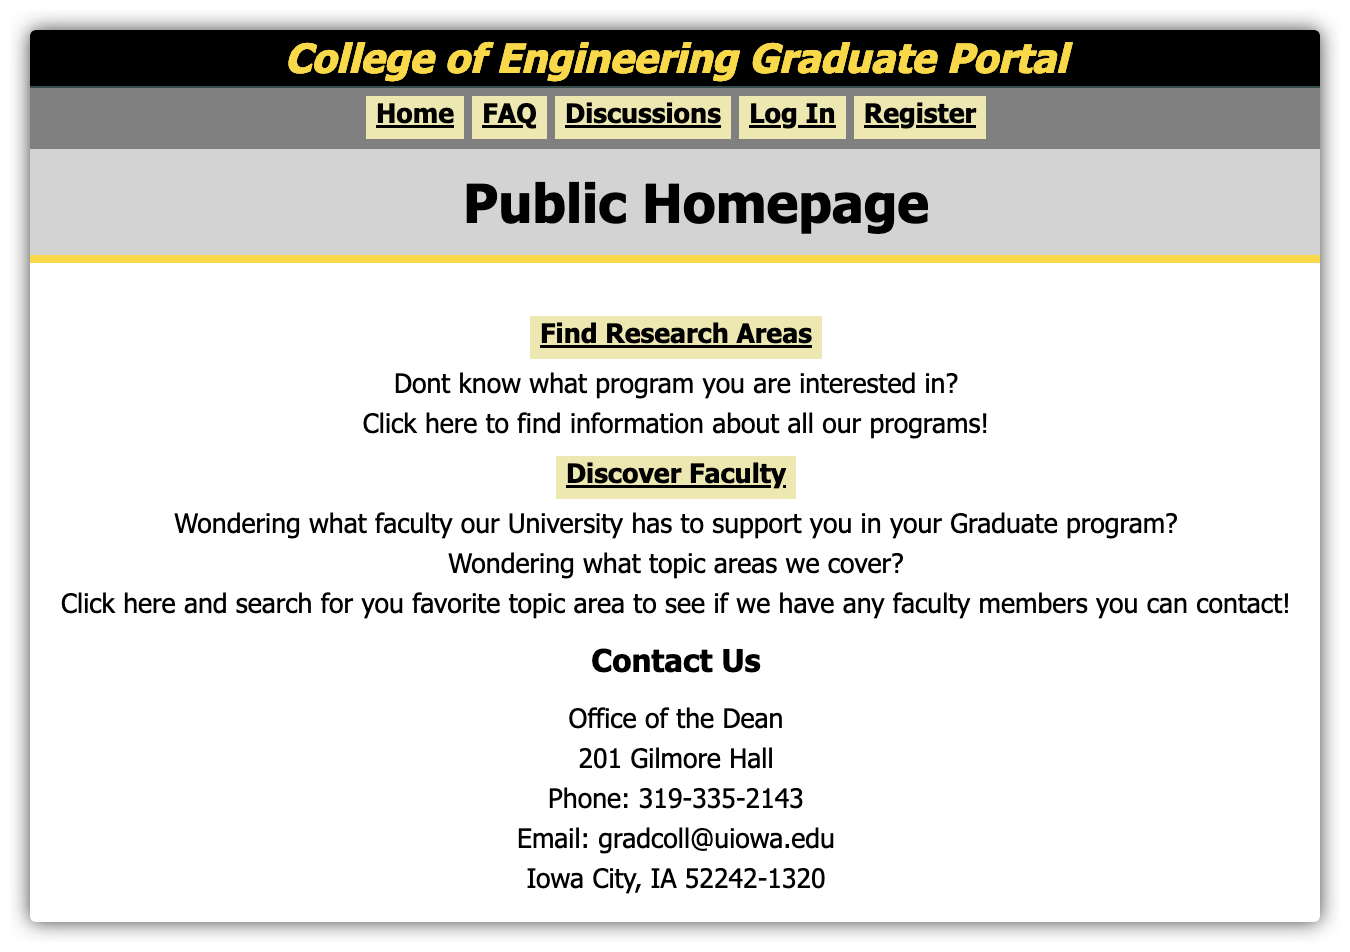 College of Engineering Graduate Portal
Home FAQ Discussions Log In Register
Public Homepage
Find Research Areas
Dont know what program you are interested in?
Click here to find information about all our programs!
Discover Faculty
Wondering what faculty our University has to support you in your Graduate program?
Wondering what topic areas we cover?
Click here and search for you favorite topic area to see if we have any faculty members you can contact!
Contact Us
Office of the Dean
201 Gilmore Hall
Phone: 319-335-2143
Email: gradcoll@uiowa.edu
Iowa City, IA 52242-1320